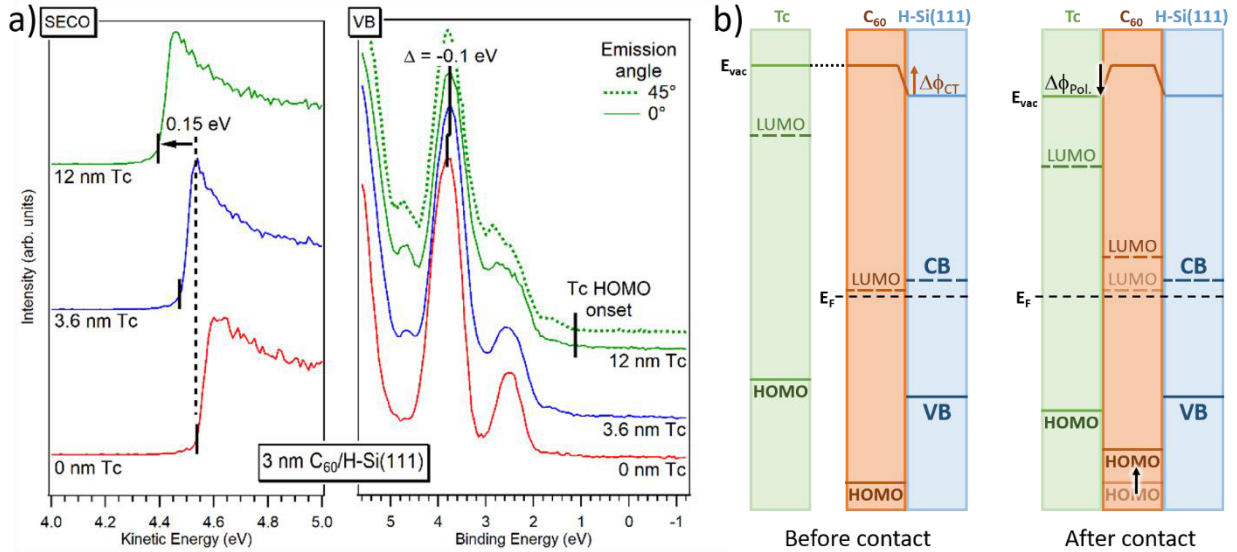 a)
SECO
0.15 eV
12 nm Tc
3.6 nm Tc
0 nm Tc
Intensity (arb. units)
4.0 4.2 4.4 4.6 4.8 5.0
Kinetic Energy (eV)
VB
Δ = -0.1 eV
Emission
angle
45°
0°
Tc HOMO
onset
12 nm Tc
3.6 nm Tc
0 nm Tc
3 nm C₆₀/H-Si(111)
5 4 3 2 1 0 -1
Binding Energy (eV)
b)
Tc C₆₀ H-Si(111)
Evac
ΔϕCT
LUMO
LUMO
CB
EF
HOMO
VB
HOMO
Before contact
Tc C₆₀ H-Si(111)
ΔϕPol.
Evac
LUMO
LUMO
LUMO
CB
EF
HOMO
VB
HOMO
HOMO
After contact